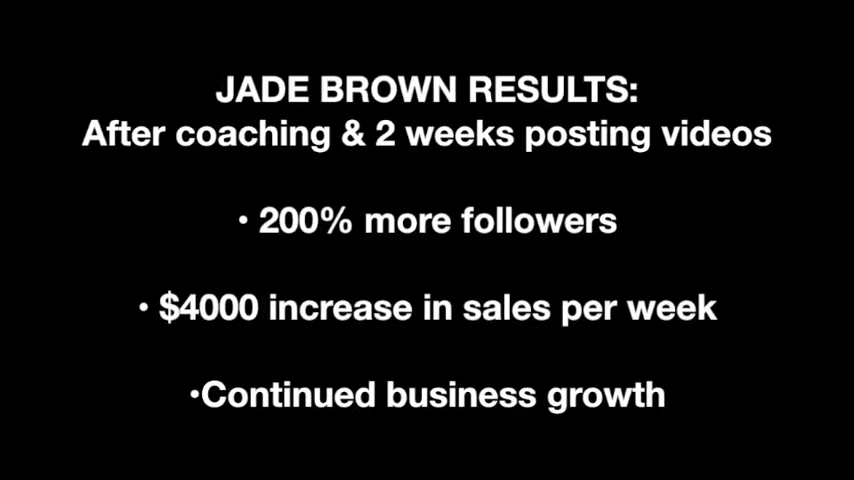 JADE BROWN RESULTS:
After coaching & 2 weeks posting videos
• 200% more followers
• $4000 increase in sales per week
•Continued business growth